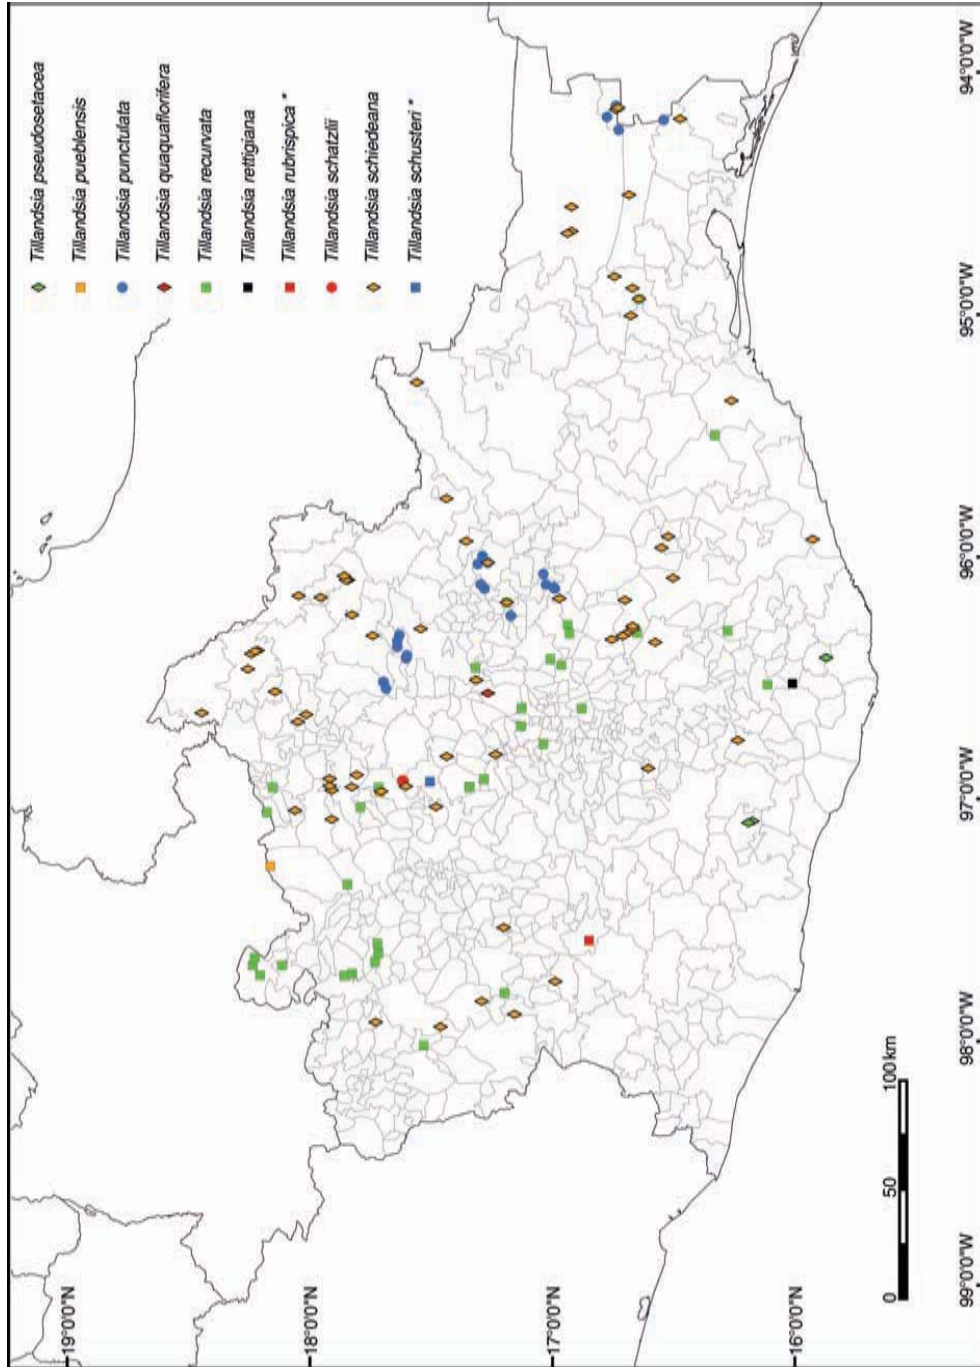 Tillandsia pseudosetacea
Tillandsia pueblensis
Tillandsia punctulata
Tillandsia quaquaflorifera
Tillandsia recurvata
Tillandsia rettigiana
Tillandsia rubrispica *
Tillandsia schatzlii
Tillandsia schiedeana
Tillandsia schusteri *
19°0'0"N
18°0'0"N
17°0'0"N
16°0'0"N
0 50 100 km
99°0'0"W 98°0'0"W 97°0'0"W 96°0'0"W 95°0'0"W 94°0'0"W